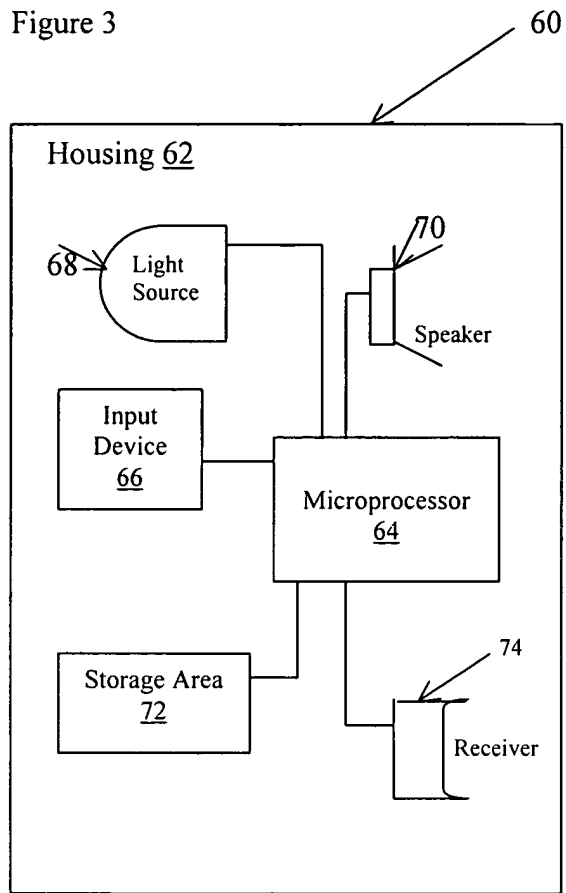 Figure 3
60
Housing 62
68
Light
Source
70
Speaker
Input
Device
66
Microprocessor
64
Storage Area
72
74
Receiver